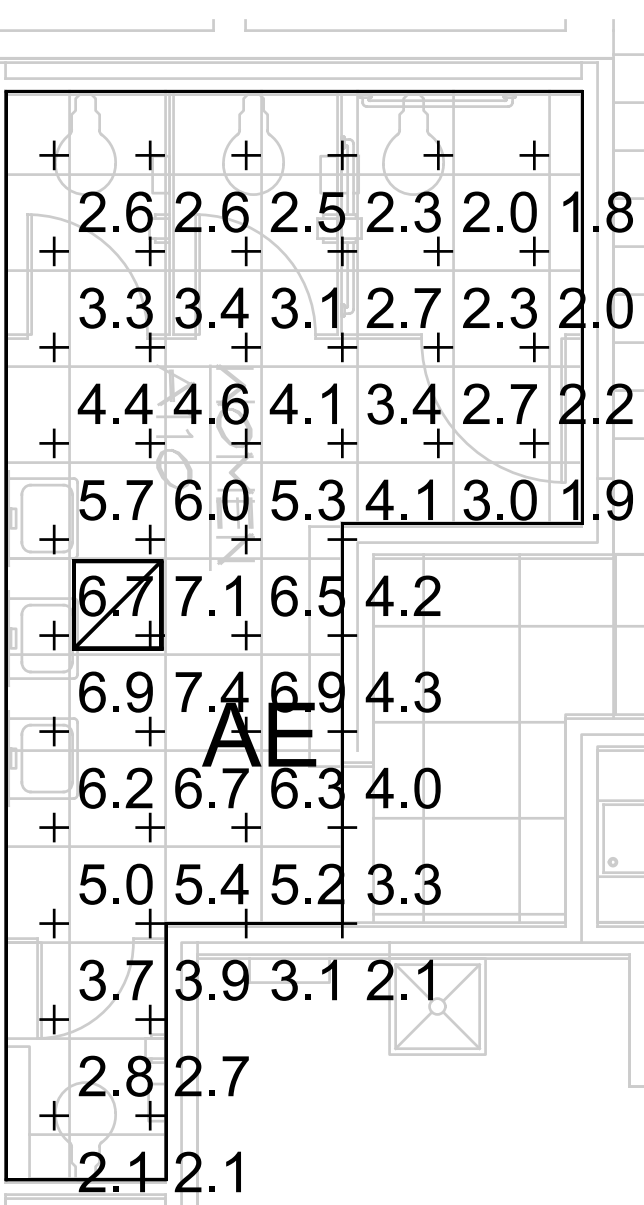 2.6 2.6 2.5 2.3 2.0 1.8
3.3 3.4 3.1 2.7 2.3 2.0
4.4 4.6 4.1 3.4 2.7 2.2
WOMEN
A110
5.7 6.0 5.3 4.1 3.0 1.9
6.7 7.1 6.5 4.2
6.9 7.4 6.9 4.3
AE
6.2 6.7 6.3 4.0
5.0 5.4 5.2 3.3
3.7 3.9 3.1 2.1
2.8 2.7
2.1 2.1